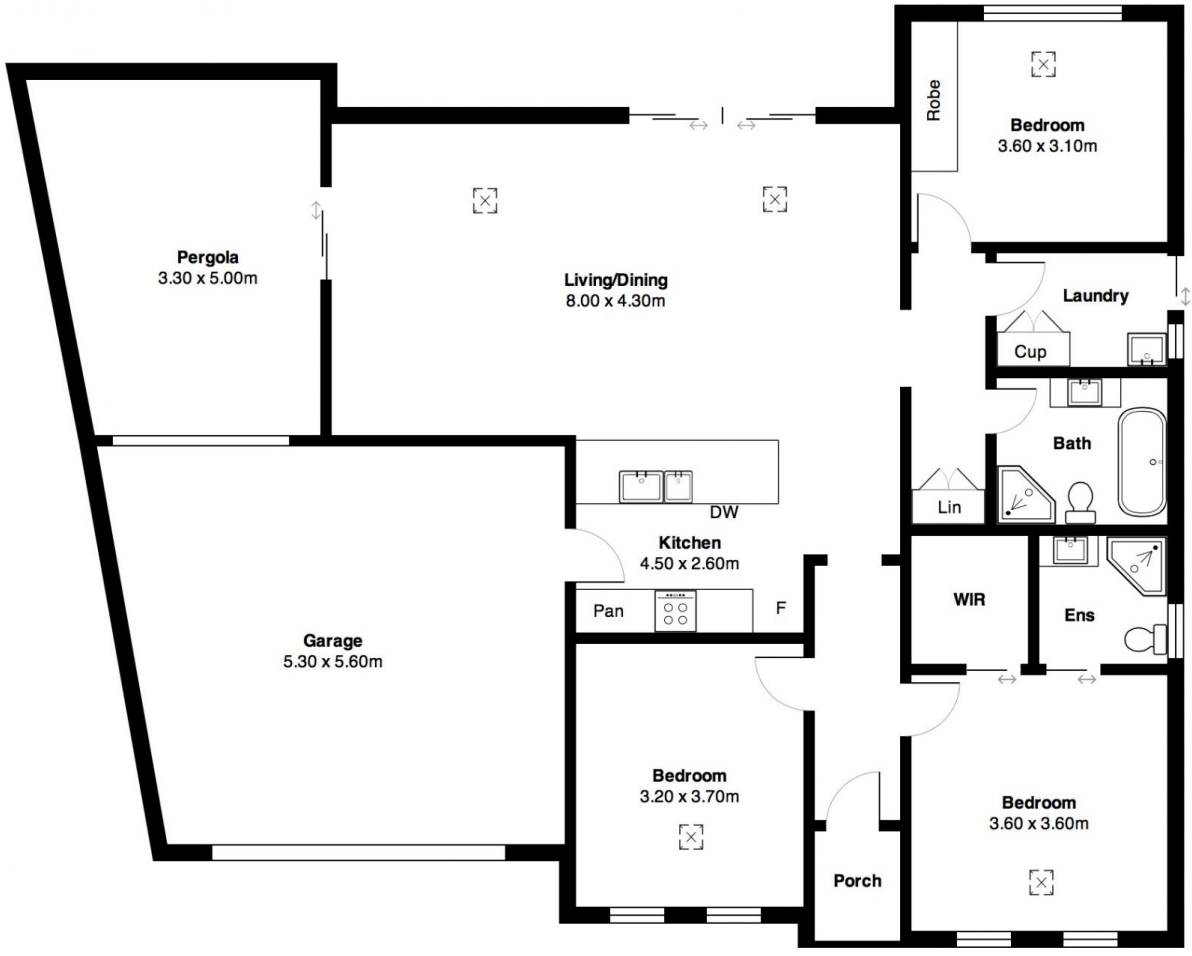 Robe
Bedroom
3.60 x 3.10m
Pergola
3.30 x 5.00m
Living/Dining
8.00 x 4.30m
Laundry
Cup
Bath
Lin
DW
Kitchen
4.50 x 2.60m
Pan
F
WIR
Ens
Garage
5.30 x 5.60m
Bedroom
3.20 x 3.70m
Bedroom
3.60 x 3.60m
Porch